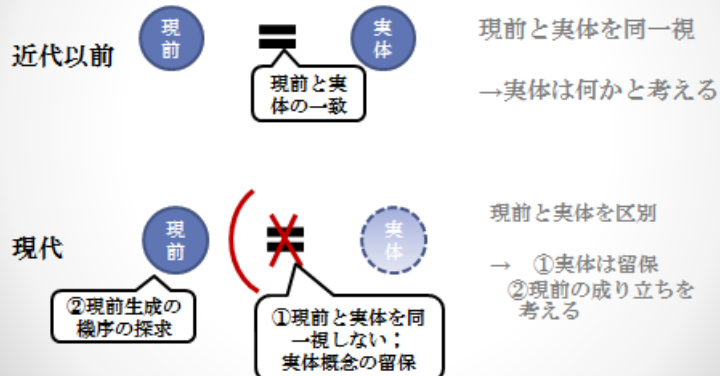 近代以前
現
前
＝
実
体
現前と実
体の一致
現前と実体を同一視
→実体は何かと考える
現代
現
前
＝
実
体
②現前生成の
機序の探求
①現前と実体を同
一視しない；
実体概念の留保
現前と実体を区別
→ ①実体は留保
②現前の成り立ちを
考える